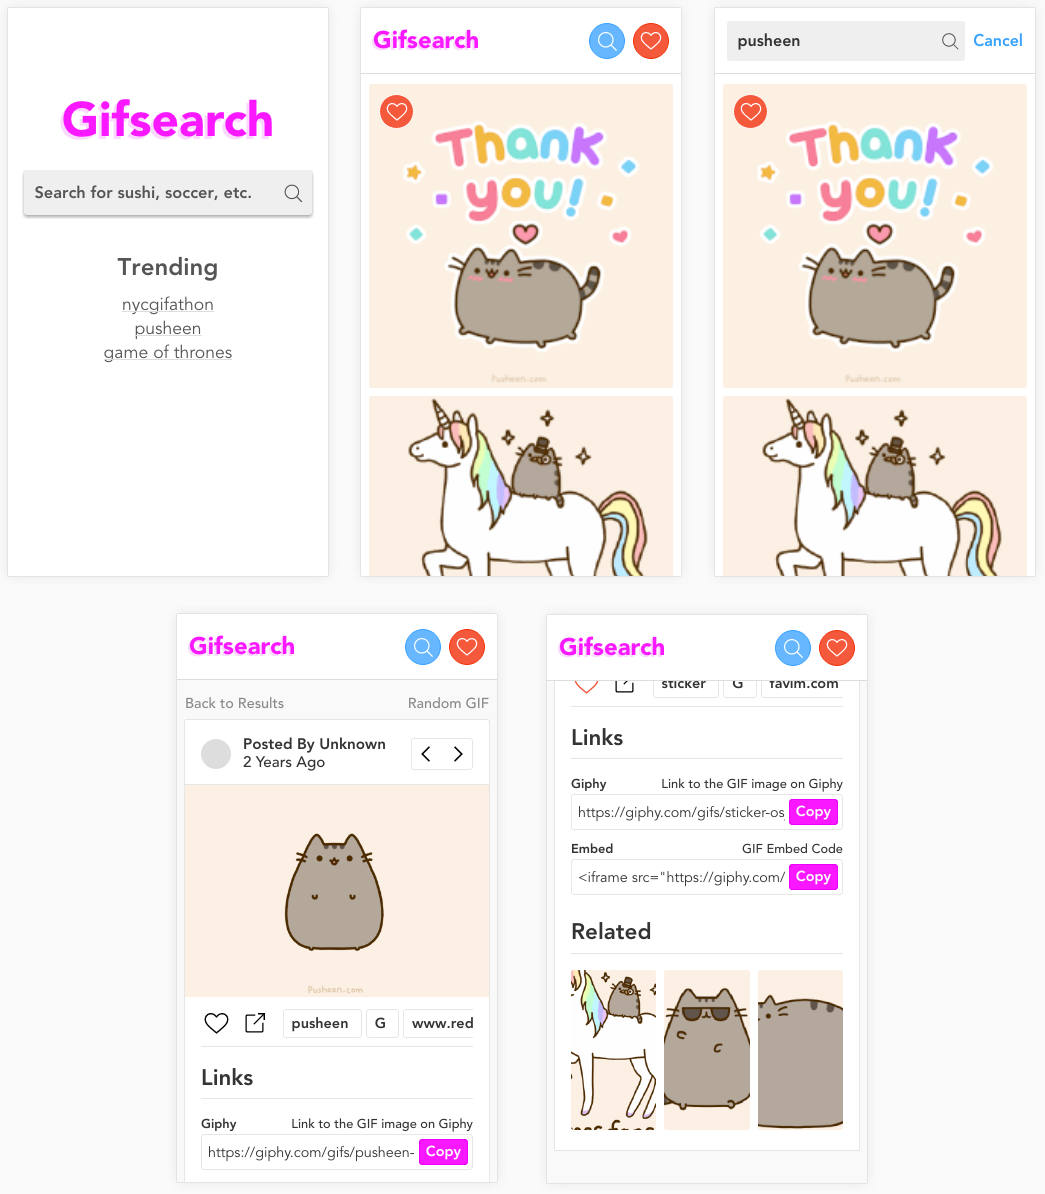 Gifsearch
Search for sushi, soccer, etc.
Trending
nycgifathon
pusheen
game of thrones
Gifsearch
Thank
you!
Pusheen.com
pusheen
Cancel
Thank
you!
Pusheen.com
Gifsearch
Back to Results
Random GIF
Posted By Unknown
2 Years Ago
Pusheen.com
pusheen
G
www.red
Links
Giphy
Link to the GIF image on Giphy
https://giphy.com/gifs/pusheen-
Copy
Gifsearch
sticker
G
favim.com
Links
Giphy
Link to the GIF image on Giphy
https://giphy.com/gifs/sticker-os
Copy
Embed
GIF Embed Code
<iframe src="https://giphy.com/
Copy
Related